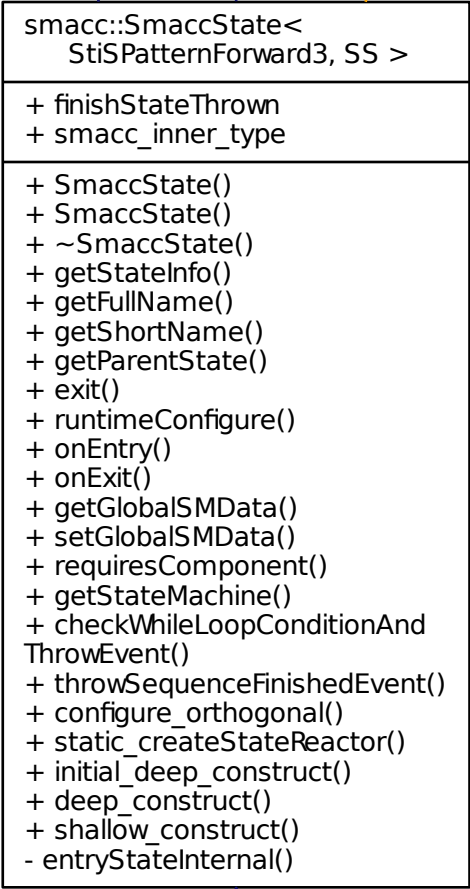 smacc::SmaccState<
StiSPatternForward3, SS >
+ finishStateThrown
+ smacc_inner_type
+ SmaccState()
+ SmaccState()
+ ~SmaccState()
+ getStateInfo()
+ getFullName()
+ getShortName()
+ getParentState()
+ exit()
+ runtimeConfigure()
+ onEntry()
+ onExit()
+ getGlobalSMData()
+ setGlobalSMData()
+ requiresComponent()
+ getStateMachine()
+ checkWhileLoopConditionAnd
ThrowEvent()
+ throwSequenceFinishedEvent()
+ configure_orthogonal()
+ static_createStateReactor()
+ initial_deep_construct()
+ deep_construct()
+ shallow_construct()
- entryStateInternal()